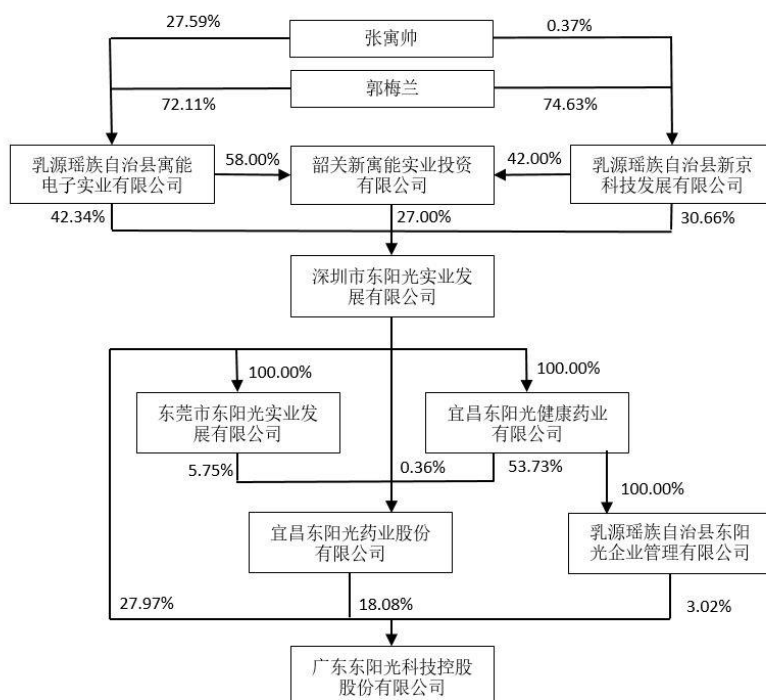 27.59%
张寓帅
0.37%
郭梅兰
72.11%
74.63%
乳源瑶族自治县寓能
电子实业有限公司
58.00%
韶关新寓能实业投资
有限公司
42.00%
乳源瑶族自治县新京
科技发展有限公司
42.34%
27.00%
30.66%
深圳市东阳光实业发
展有限公司
100.00%
100.00%
东莞市东阳光实业发
展有限公司
宜昌东阳光健康药业
有限公司
5.75%
0.36%
53.73%
100.00%
宜昌东阳光药业股份
有限公司
乳源瑶族自治县东阳
光企业管理有限公司
27.97%
18.08%
3.02%
广东东阳光科技控股
股份有限公司